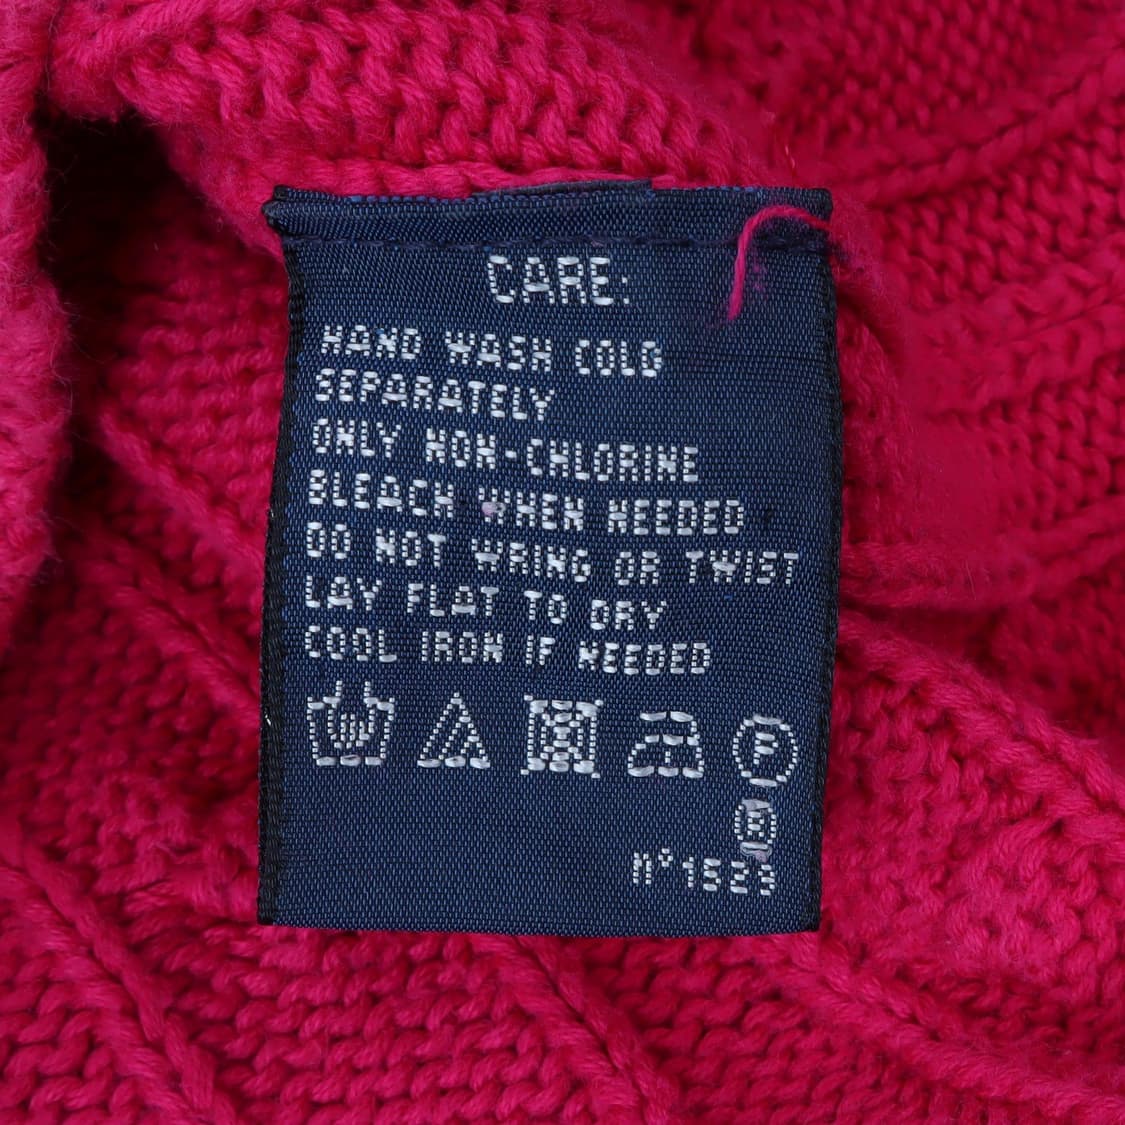 CARE:
HAND WASH COLD
SEPARATELY
ONLY NON-CHLORINE
BLEACH WHEN NEEDED
DO NOT WRING OR TWIST
LAY FLAT TO DRY
COOL IRON IF NEEDED
P
N°1523